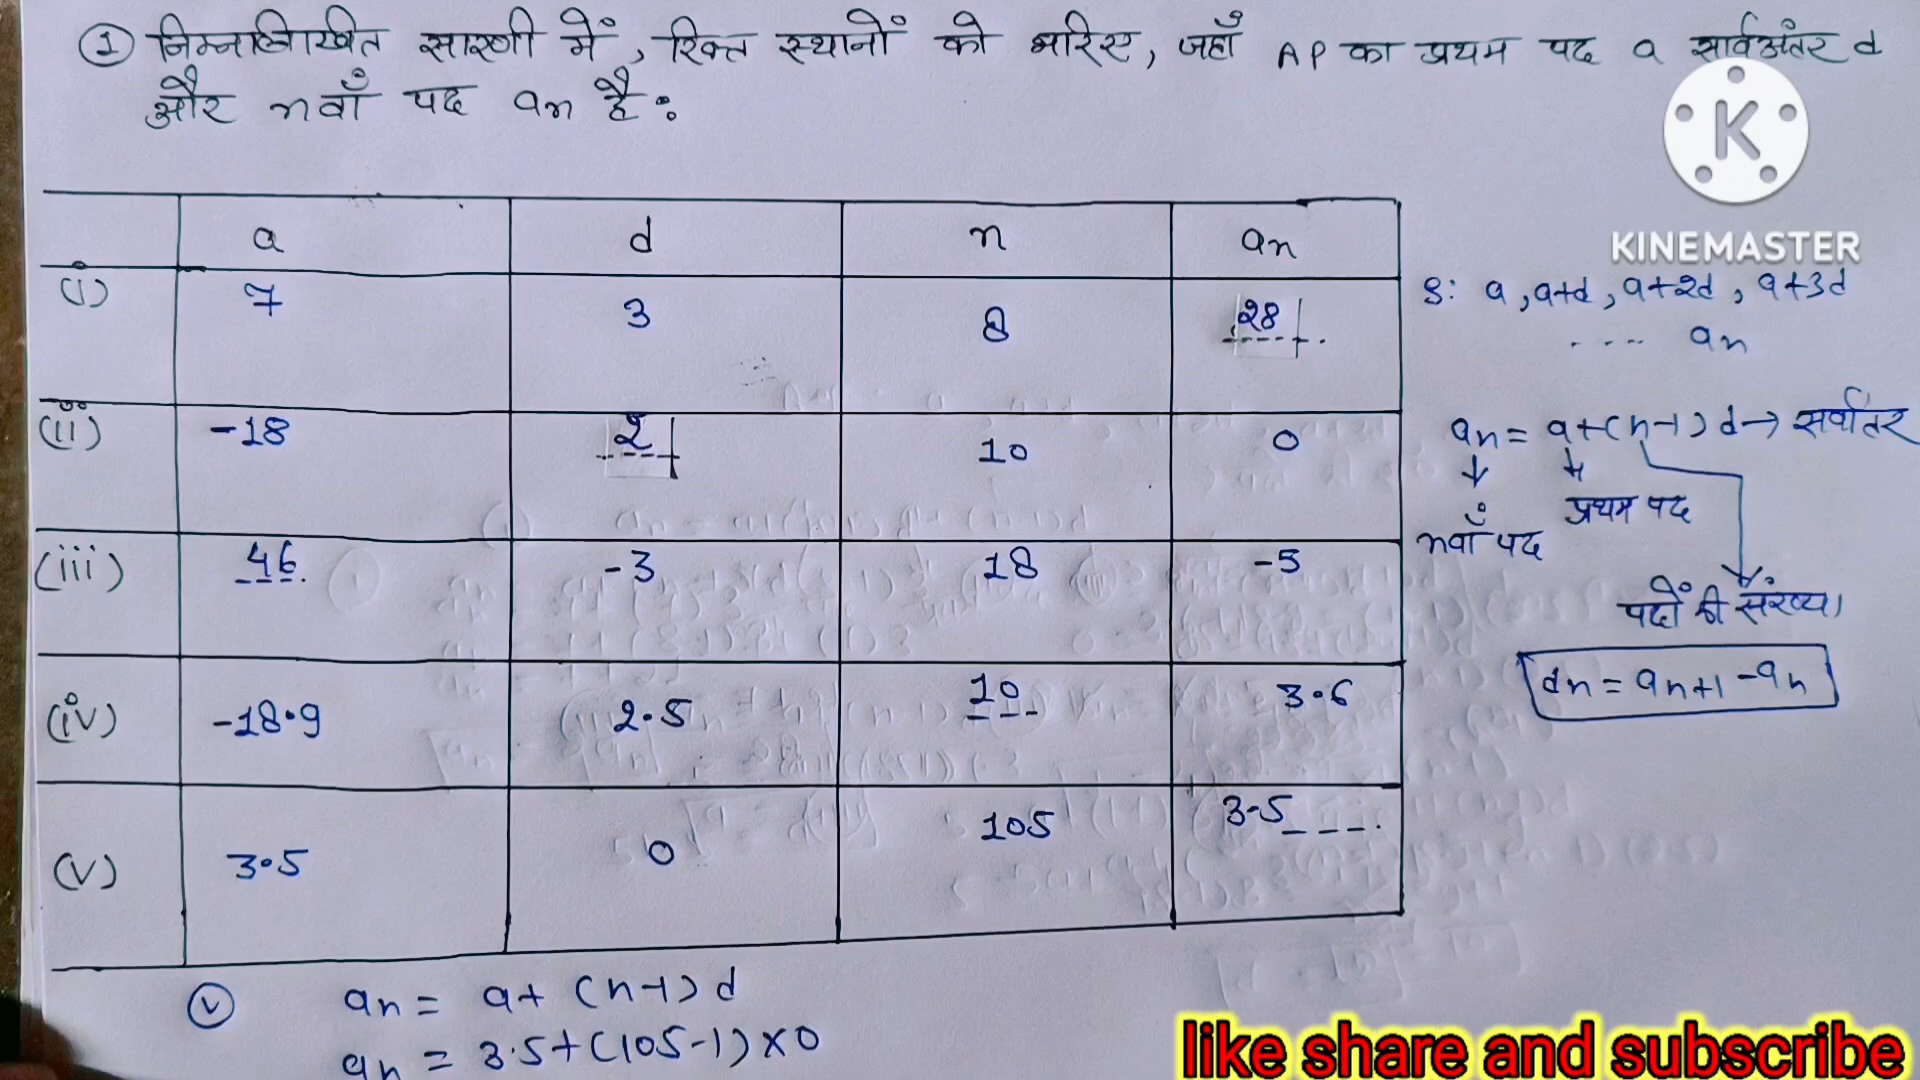 ① निम्नलिखित सारणी में, रिक्त स्थानों को भरिए, जहाँ AP का प्रथम पद a सार्वअंतर d
और nवाँ पद an है:
KINEMASTER
a d n an
(i) 7 3 8 28
(ii) -18 2 10 0
(iii) 46 -3 18 -5
(iv) -18.9 2.5 10 3.6
(v) 3.5 0 105 3.5
S: a, a+d, a+2d, a+3d
.... an
an = a+(n-1)d → सर्वांतर
प्रथम पद
nवाँ पद
पदों की संख्या
dn = an+1 - an
(v) an = a+ (n-1) d
an = 3.5+(105-1)×0
like share and subscribe